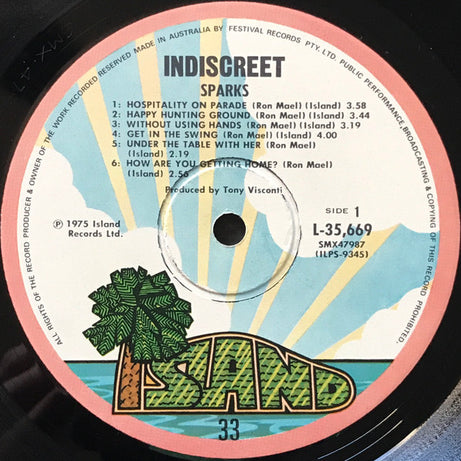 ALL RIGHTS OF THE RECORD PRODUCER & OWNER OF THE WORK RECORDED RESERVED MADE IN AUSTRALIA BY FESTIVAL RECORDS PTY. LTD. PUBLIC PERFORMANCE, BROADCASTING & COPYING OF THIS RECORD PROHIBITED.
INDISCREET
SPARKS
1: HOSPITALITY ON PARADE (Ron Mael) (Island) 3.58
2: HAPPY HUNTING GROUND (Ron Mael) (Island) 3.44
3: WITHOUT USING HANDS (Ron Mael) (Island) 3.19
4: GET IN THE SWING (Ron Mael) (Island) 4.00
5: UNDER THE TABLE WITH HER (Ron Mael)
(Island) 2.19
6: HOW ARE YOU GETTING HOME? (Ron Mael)
(Island) 2.56
Produced by Tony Visconti
℗ 1975 Island
Records Ltd.
SIDE 1
L-35,669
SMX47987
(ILPS-9345)
ISLAND
33